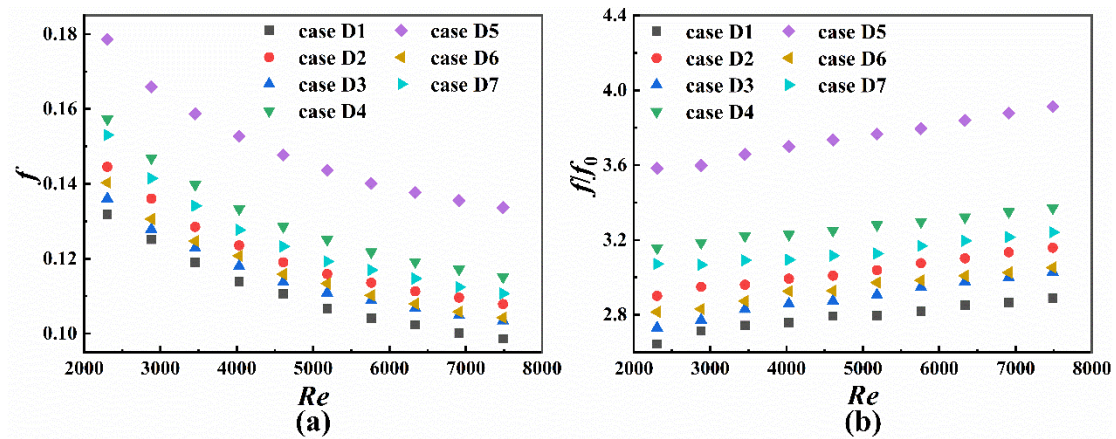 0.18
0.16
0.14
0.12
0.10
f
case D1
case D2
case D3
case D4
case D5
case D6
case D7
2000 3000 4000 5000 6000 7000 8000
Re
(a)
4.4
4.0
3.6
3.2
2.8
f/f0
case D1
case D2
case D3
case D4
case D5
case D6
case D7
2000 3000 4000 5000 6000 7000 8000
Re
(b)